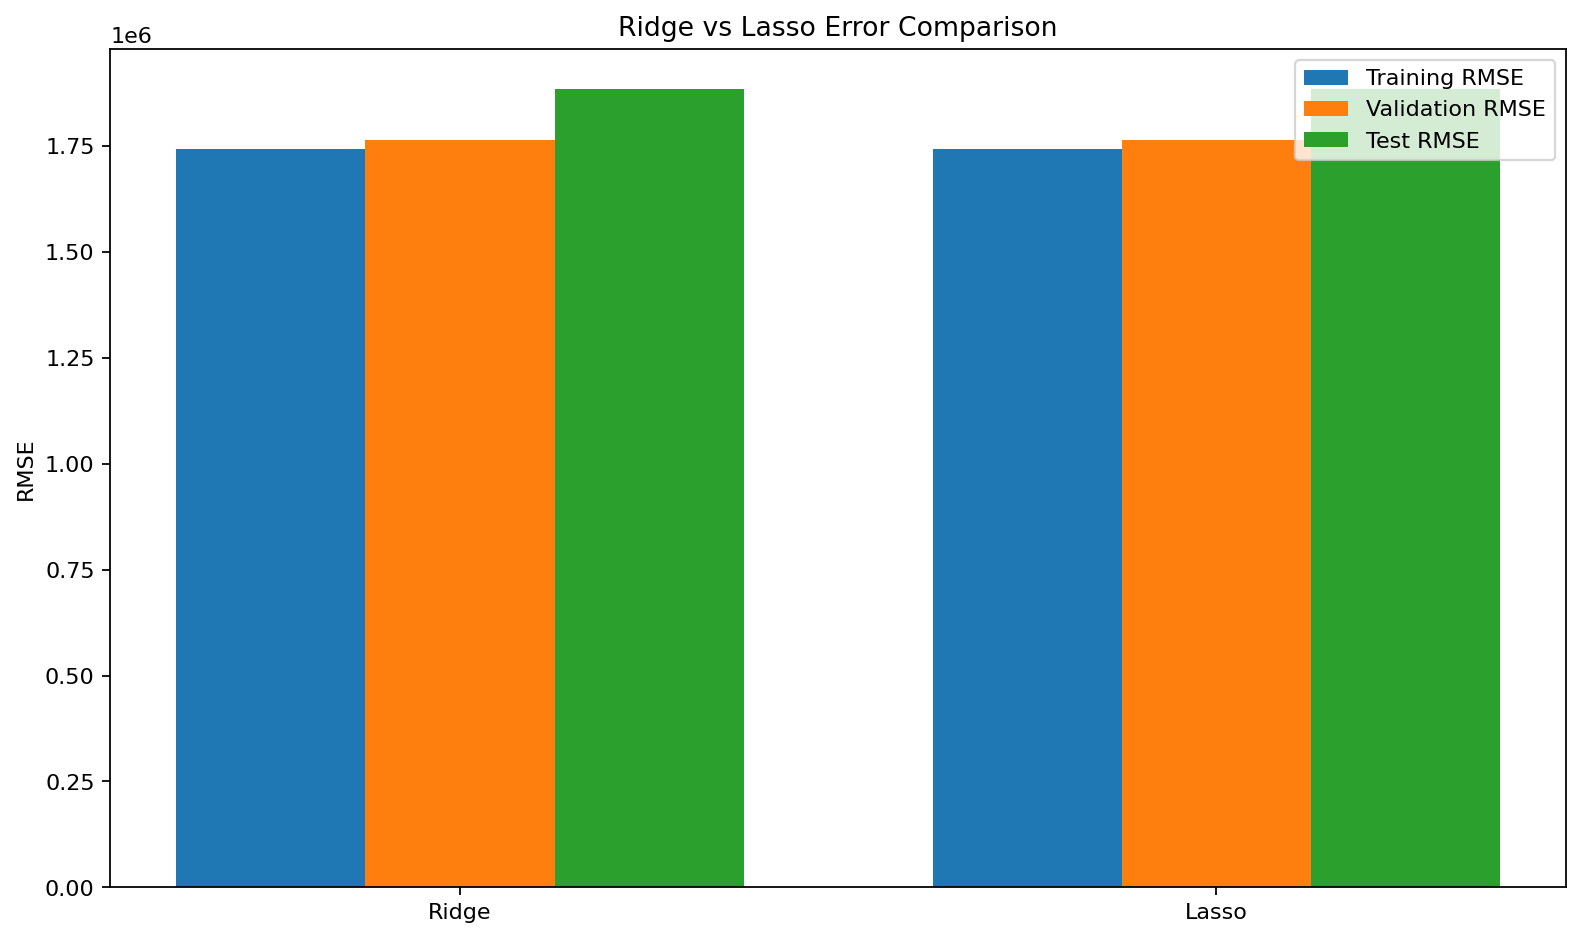 Ridge vs Lasso Error Comparison
1e6
Training RMSE
Validation RMSE
Test RMSE
1.75
1.50
1.25
1.00
0.75
0.50
0.25
0.00
RMSE
Ridge
Lasso